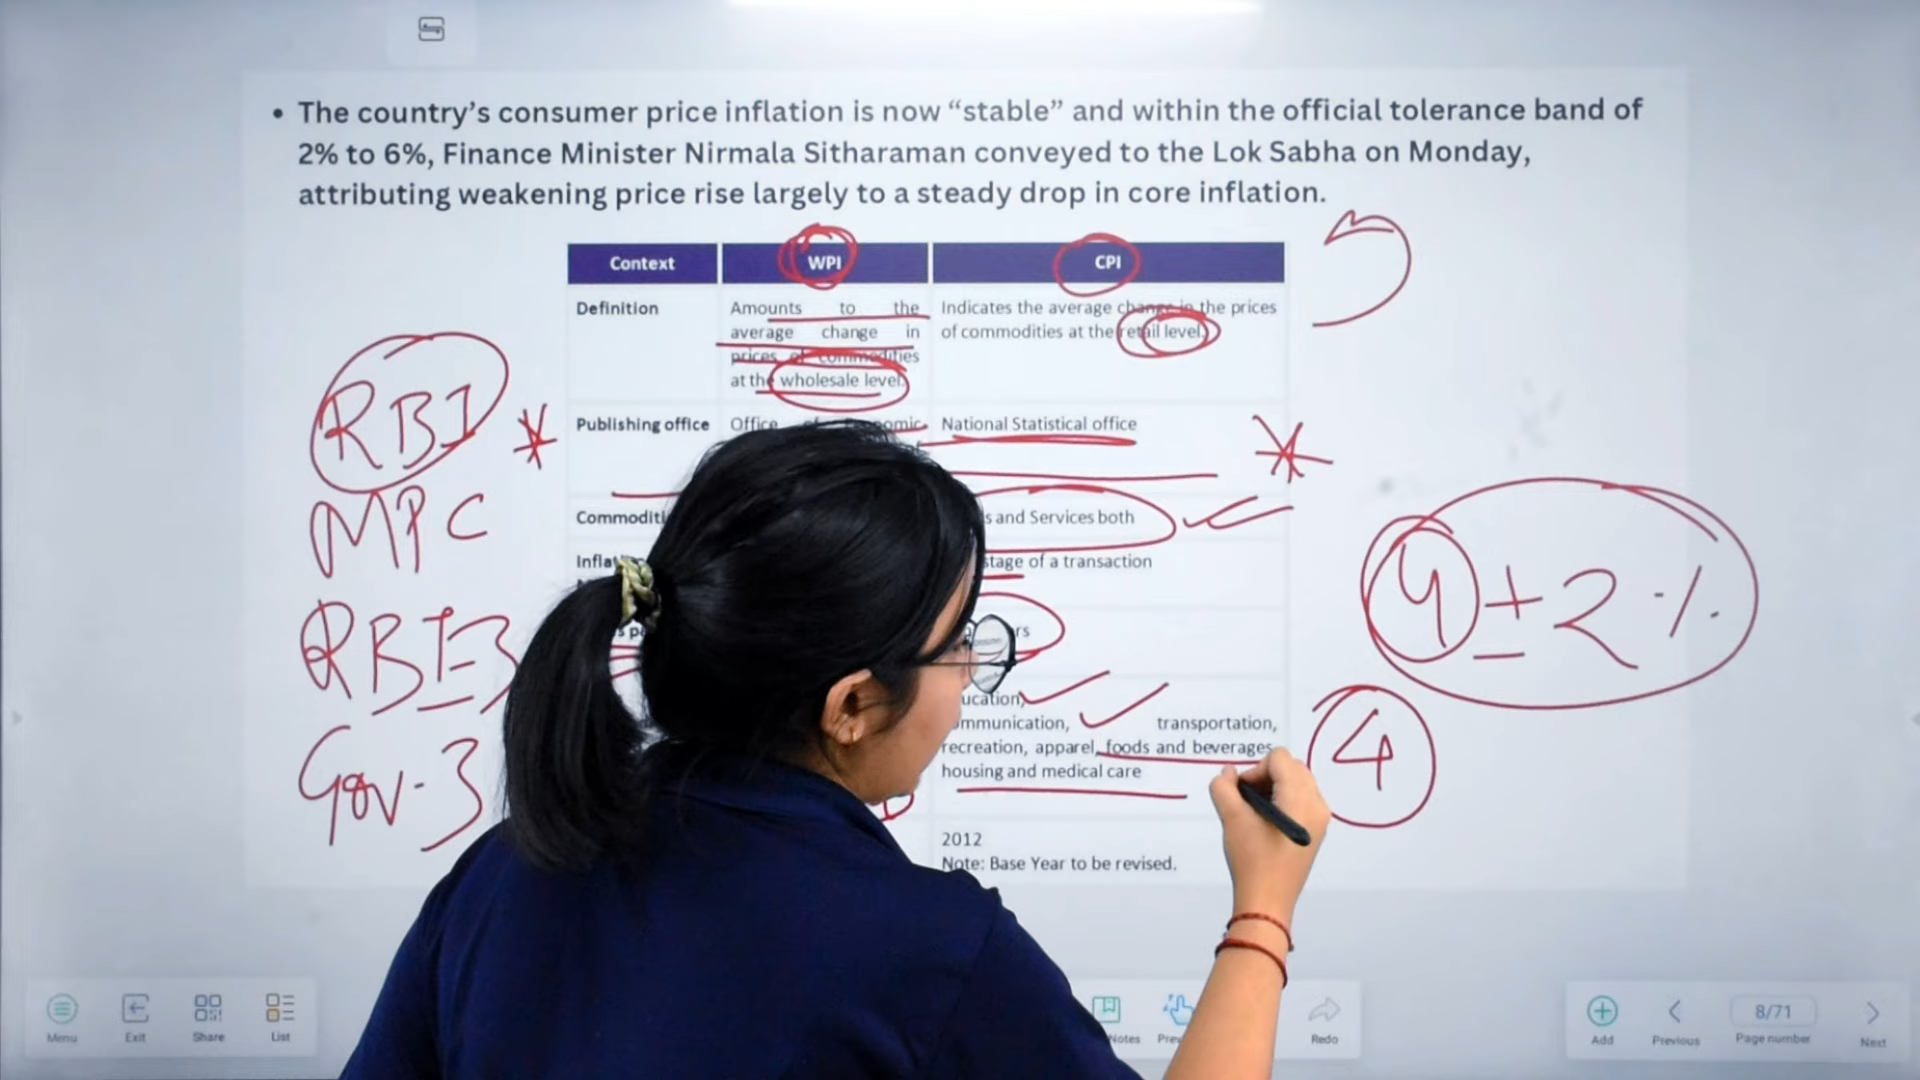 • The country’s consumer price inflation is now “stable” and within the official tolerance band of
2% to 6%, Finance Minister Nirmala Sitharaman conveyed to the Lok Sabha on Monday,
attributing weakening price rise largely to a steady drop in core inflation.
Context WPI CPI
Definition
Amounts to the
average change in
prices of commodities
at the wholesale level.
Indicates the average change in the prices
of commodities at the retail level.
Publishing office
Office
National Statistical office
and Services both
of a transaction
transportation,
recreation, apparel, foods and beverages
housing and medical care
2012
Note: Base Year to be revised.
RBI
MPC
RBI-3
Gov-3
4 ± 2 %
4
Menu Exit Share List
Notes Redo
Add Previous 8/71 Page number Next